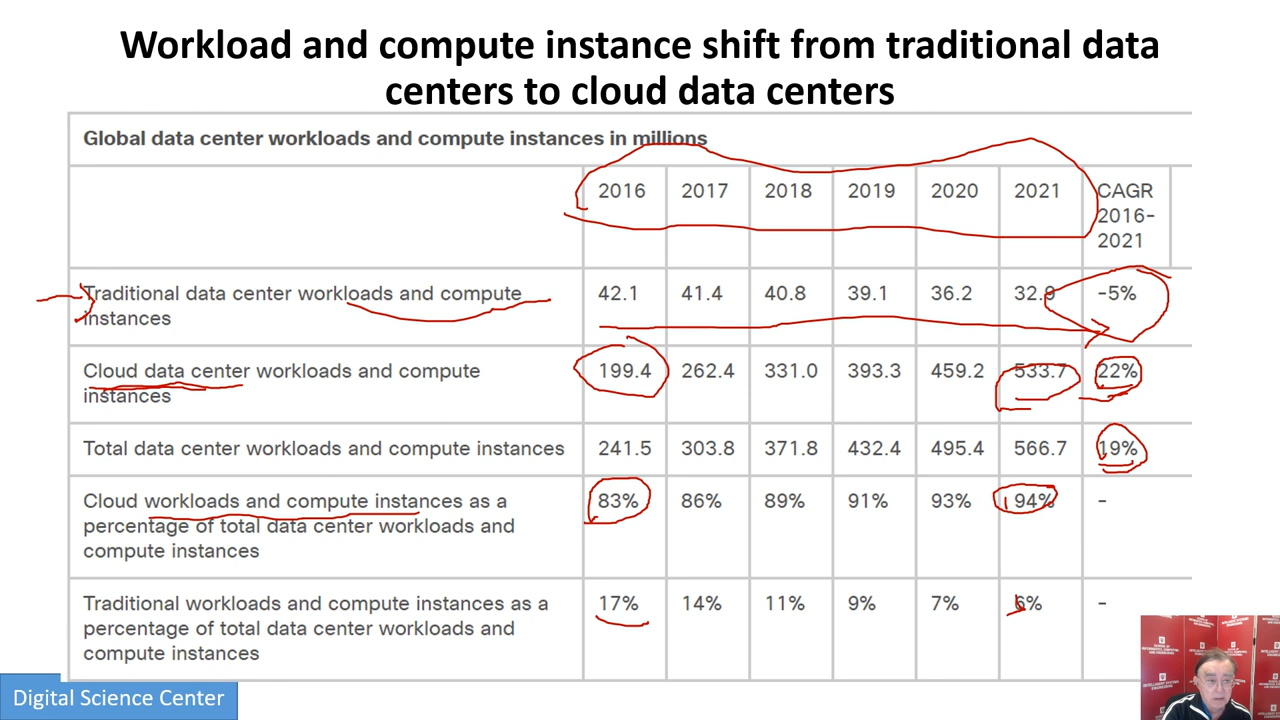 Workload and compute instance shift from traditional data
centers to cloud data centers
Global data center workloads and compute instances in millions
2016 2017 2018 2019 2020 2021 CAGR
2016-
2021
Traditional data center workloads and compute 42.1 41.4 40.8 39.1 36.2 32.9 -5%
instances
Cloud data center workloads and compute 199.4 262.4 331.0 393.3 459.2 533.7 22%
instances
Total data center workloads and compute instances 241.5 303.8 371.8 432.4 495.4 566.7 19%
Cloud workloads and compute instances as a 83% 86% 89% 91% 93% 94% -
percentage of total data center workloads and
compute instances
Traditional workloads and compute instances as a 17% 14% 11% 9% 7% 6% -
percentage of total data center workloads and
compute instances
Digital Science Center